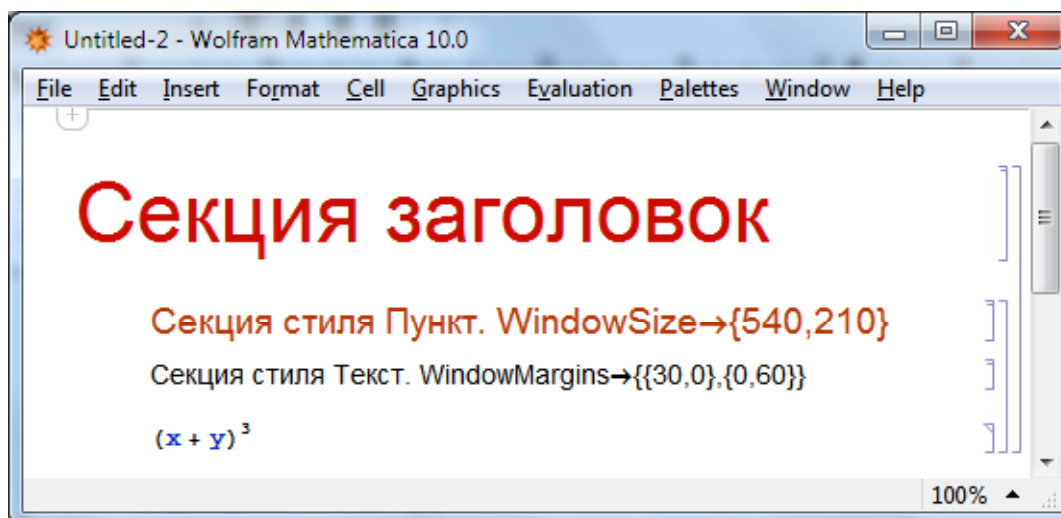 Untitled-2 - Wolfram Mathematica 10.0
File Edit Insert Format Cell Graphics Evaluation Palettes Window Help
Секция заголовок
Секция стиля Пункт. WindowSize→{540,210}
Секция стиля Текст. WindowMargins→{{30,0},{0,60}}
(x + y)³
100%